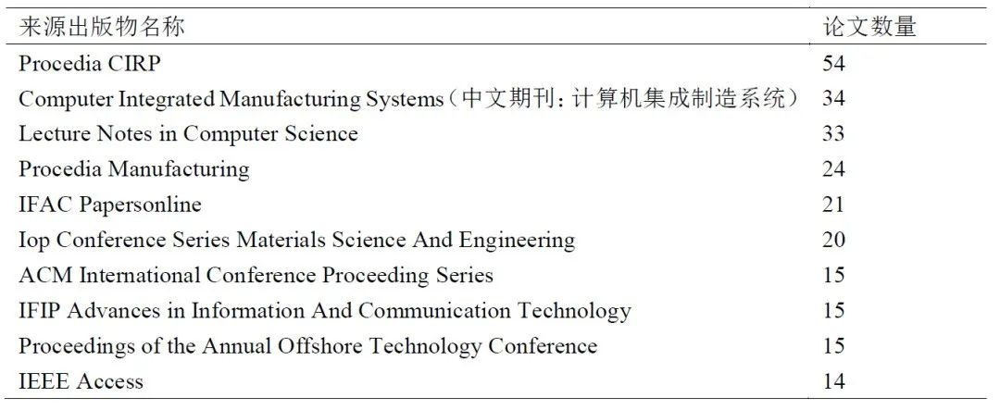 来源出版物名称 论文数量
Procedia CIRP 54
Computer Integrated Manufacturing Systems（中文期刊：计算机集成制造系统） 34
Lecture Notes in Computer Science 33
Procedia Manufacturing 24
IFAC Papersonline 21
Iop Conference Series Materials Science And Engineering 20
ACM International Conference Proceeding Series 15
IFIP Advances in Information And Communication Technology 15
Proceedings of the Annual Offshore Technology Conference 15
IEEE Access 14